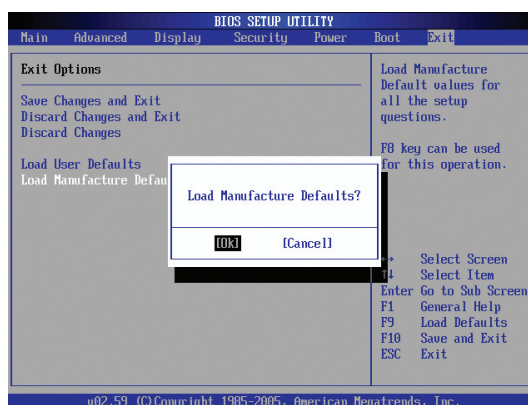 BIOS SETUP UTILITY
Main Advanced Display Security Power Boot Exit
Exit Options
Save Changes and Exit
Discard Changes and Exit
Discard Changes
Load User Defaults
Load Manufacture Defau
Load Manufacture Defaults?
[Ok] [Cancel]
Load Manufacture
Default values for
all the setup
questions.
F8 key can be used
for this operation.
↔ Select Screen
↑↓ Select Item
Enter Go to Sub Screen
F1 General Help
F9 Load Defaults
F10 Save and Exit
ESC Exit
v02.59 (C)Copyright 1985-2005, American Megatrends, Inc.